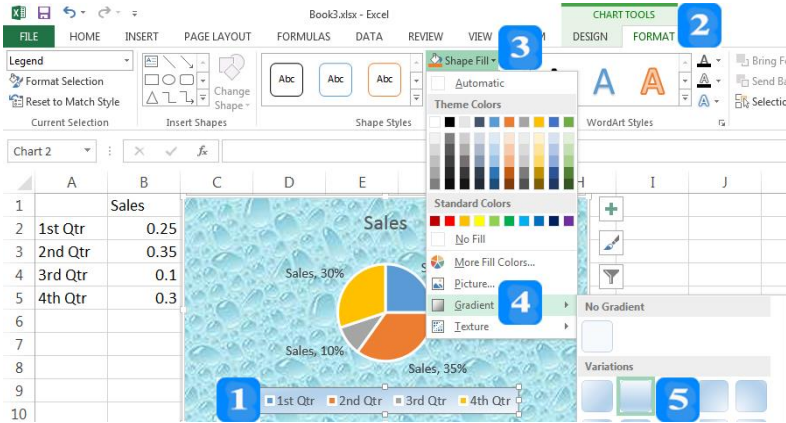 Book3.xlsx - Excel
CHART TOOLS
2
FILE HOME INSERT PAGE LAYOUT FORMULAS DATA REVIEW VIEW DESIGN FORMAT
3
Legend
Format Selection
Reset to Match Style
Current Selection
Change Shape
Insert Shapes
Abc Abc Abc
Shape Styles
Shape Fill
A A A A A
WordArt Styles
Bring F
Send Ba
Selectio
Automatic
Theme Colors
Standard Colors
No Fill
More Fill Colors...
Picture...
Gradient
4
Texture
No Gradient
Variations
5
Chart 2 fx
A B C D E H I J
1 Sales
2 1st Qtr 0.25
3 2nd Qtr 0.35
4 3rd Qtr 0.1
5 4th Qtr 0.3
6
7
8
9
10
Sales
Sales, 30%
S
Sales, 10%
Sales, 35%
1
1st Qtr 2nd Qtr 3rd Qtr 4th Qtr